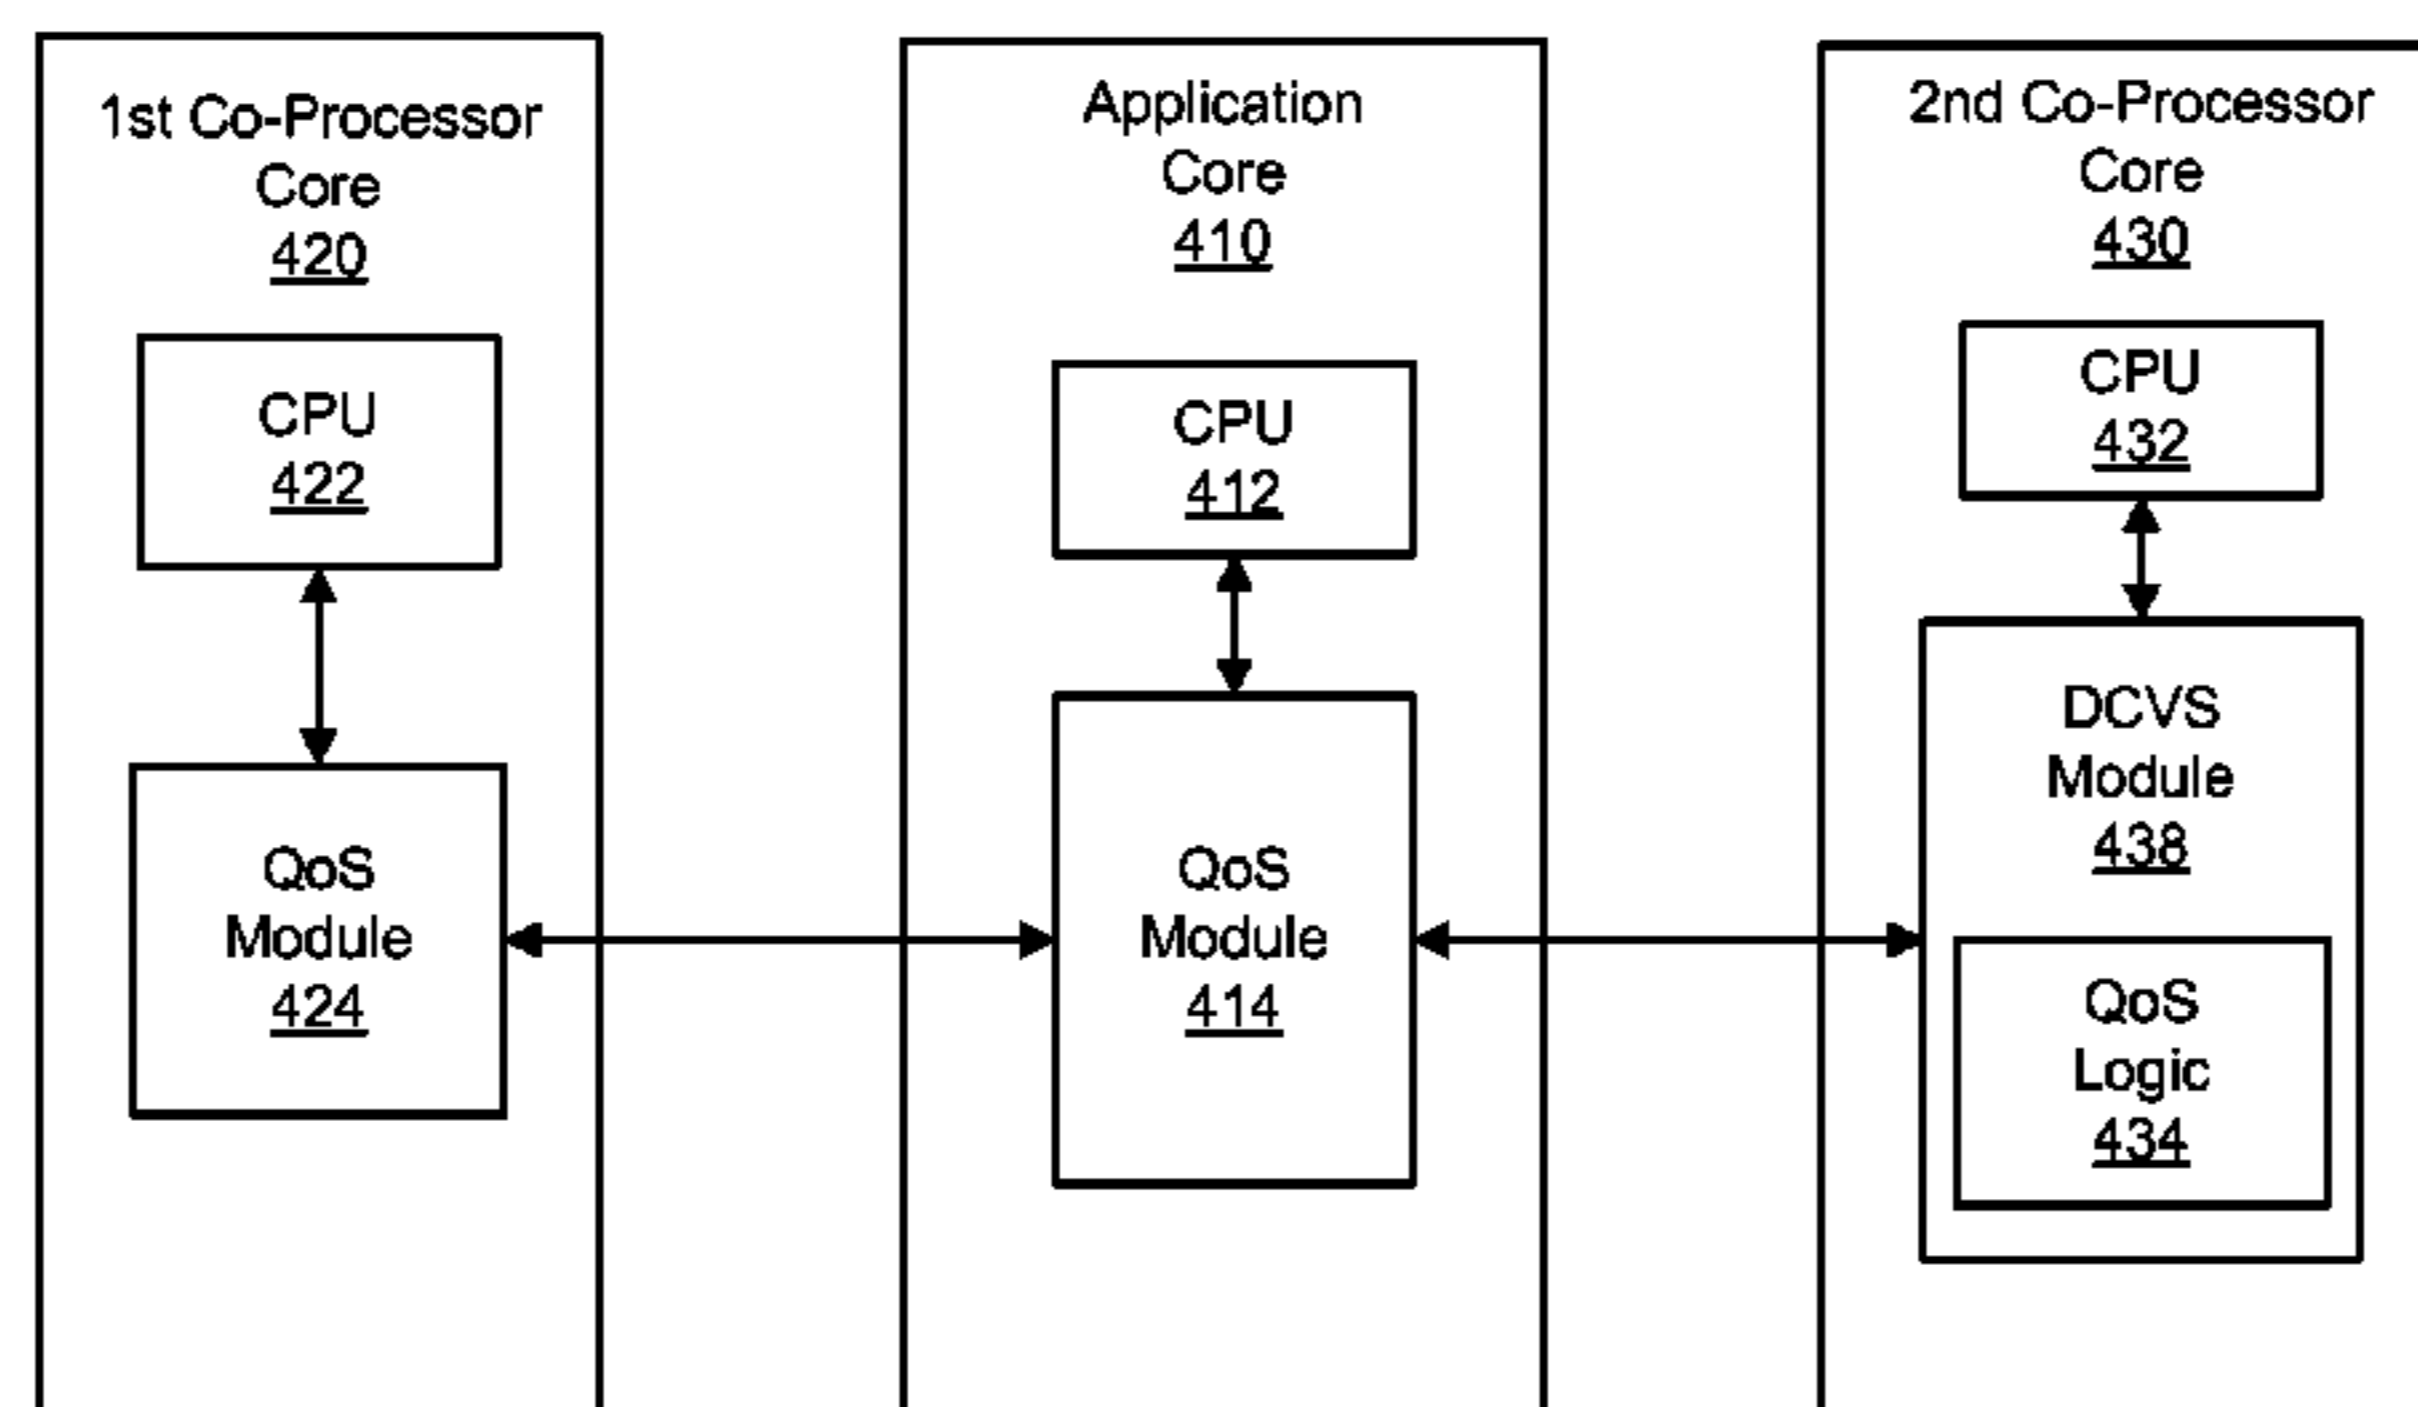 1st Co-Processor
Core
420
CPU
422
QoS
Module
424
Application
Core
410
CPU
412
QoS
Module
414
2nd Co-Processor
Core
430
CPU
432
DCVS
Module
438
QoS
Logic
434